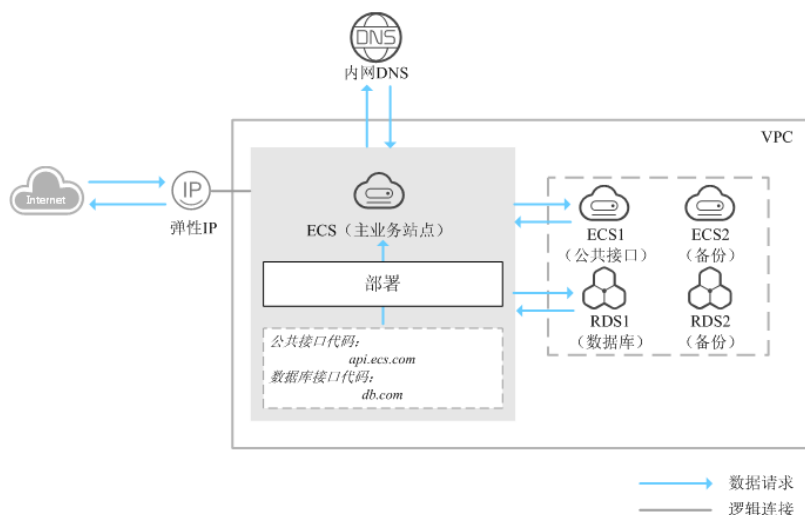 DNS
内网DNS
VPC
Internet
IP
弹性IP
ECS（主业务站点）
ECS1
（公共接口）
ECS2
（备份）
部署
RDS1
（数据库）
RDS2
（备份）
公共接口代码：
api.ecs.com
数据库接口代码：
db.com
数据请求
逻辑连接